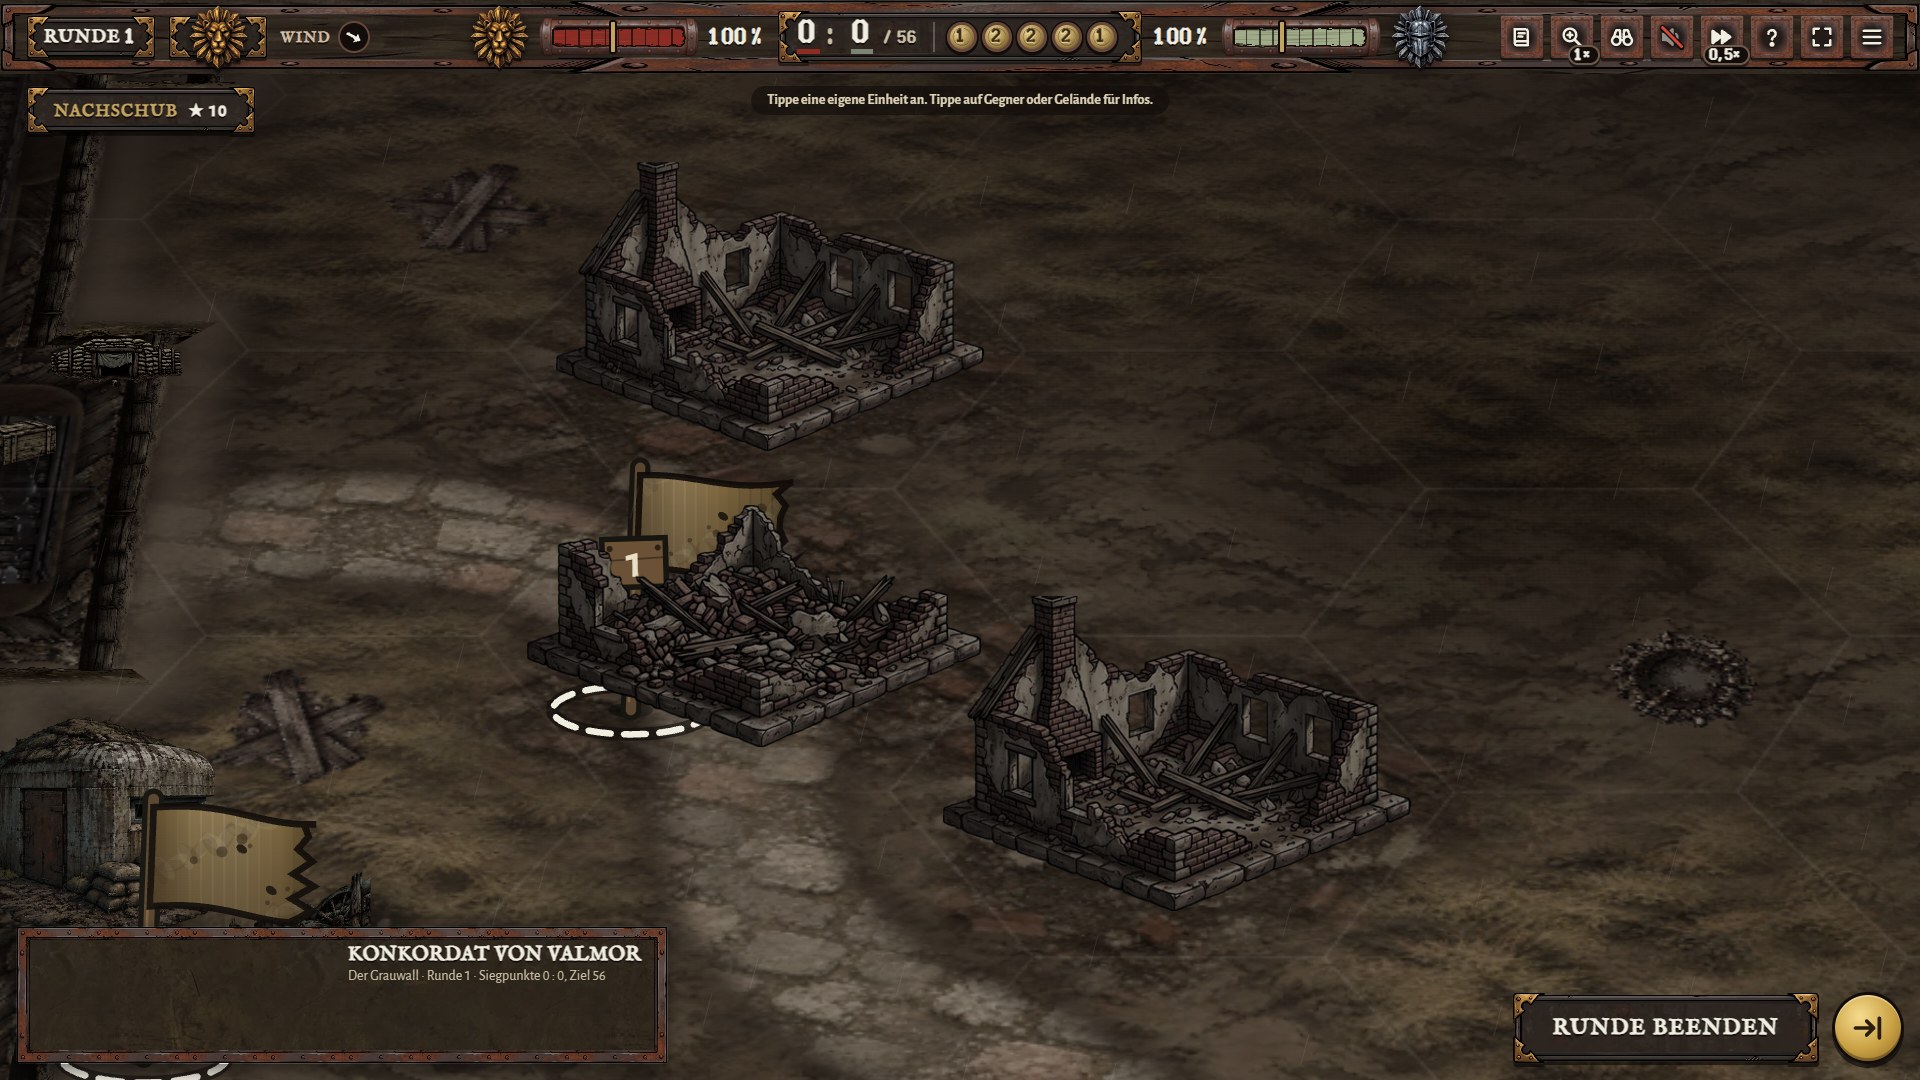 RUNDE 1
WIND
100 %
0 : 0 / 56
1 2 2 2 1
100 %
1×
0,5×
?
NACHSCHUB ★ 10
Tippe eine eigene Einheit an. Tippe auf Gegner oder Gelände für Infos.
1
KONKORDAT VON VALMOR
Der Grauwall · Runde 1 · Siegpunkte 0 : 0, Ziel 56
RUNDE BEENDEN